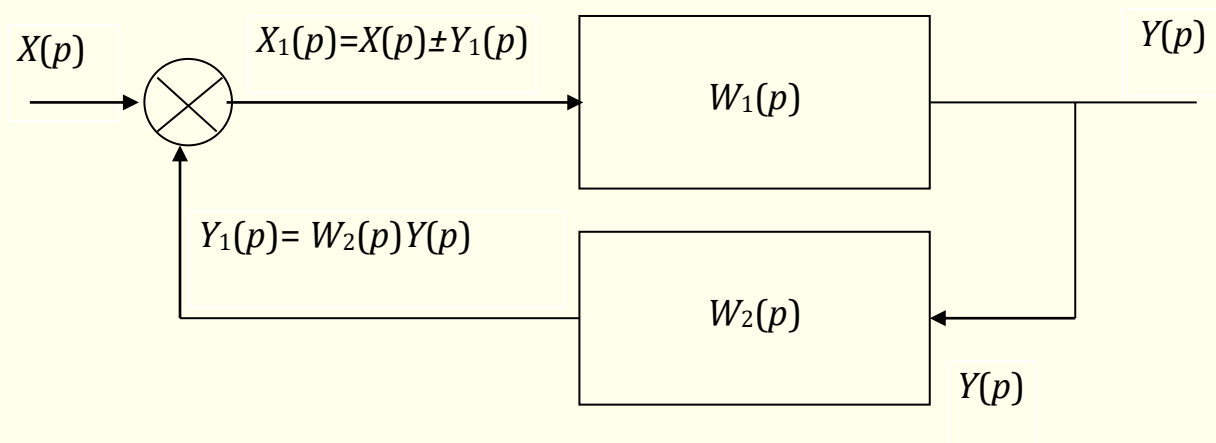 X(p)
X₁(p)=X(p)±Y₁(p)
Y(p)
W₁(p)
Y₁(p)= W₂(p)Y(p)
W₂(p)
Y(p)